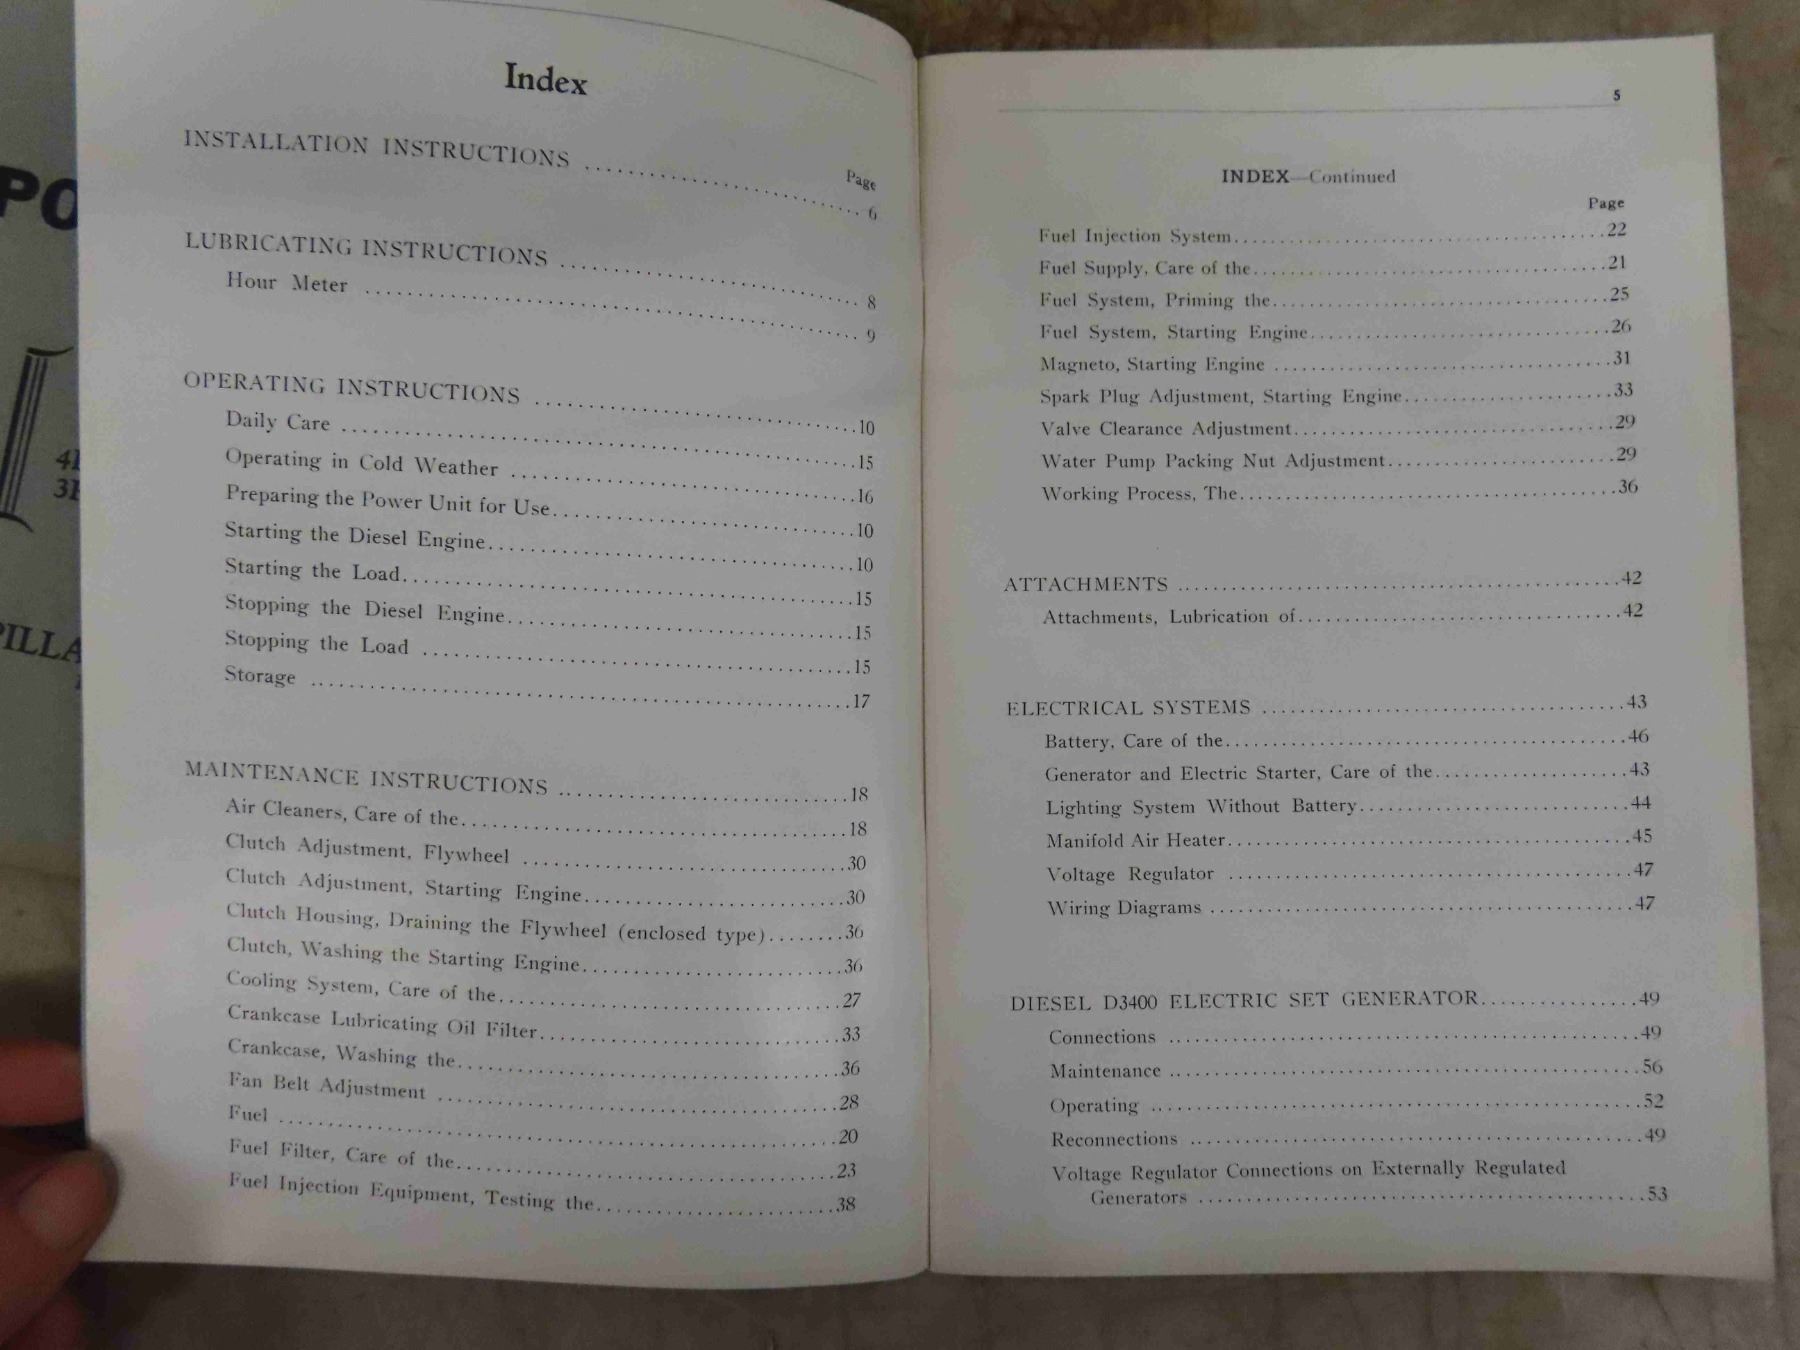 PO
4
3
PILLA
Index
Page
INSTALLATION INSTRUCTIONS ........................ 6
LUBRICATING INSTRUCTIONS ........................ 8
Hour Meter ........................ 9
OPERATING INSTRUCTIONS ........................ 10
Daily Care ........................ 15
Operating in Cold Weather ........................ 16
Preparing the Power Unit for Use ........................ 10
Starting the Diesel Engine ........................ 10
Starting the Load ........................ 15
Stopping the Diesel Engine ........................ 15
Stopping the Load ........................ 15
Storage ........................ 17
MAINTENANCE INSTRUCTIONS ........................ 18
Air Cleaners, Care of the ........................ 18
Clutch Adjustment, Flywheel ........................ 30
Clutch Adjustment, Starting Engine ........................ 30
Clutch Housing, Draining the Flywheel (enclosed type) ........ 36
Clutch, Washing the Starting Engine ........................ 36
Cooling System, Care of the ........................ 27
Crankcase Lubricating Oil Filter ........................ 33
Crankcase, Washing the ........................ 36
Fan Belt Adjustment ........................ 28
Fuel ........................ 20
Fuel Filter, Care of the ........................ 23
Fuel Injection Equipment, Testing the ........................ 38
5
INDEX—Continued
Page
Fuel Injection System ........................ 22
Fuel Supply, Care of the ........................ 21
Fuel System, Priming the ........................ 25
Fuel System, Starting Engine ........................ 26
Magneto, Starting Engine ........................ 31
Spark Plug Adjustment, Starting Engine ........................ 33
Valve Clearance Adjustment ........................ 29
Water Pump Packing Nut Adjustment ........................ 29
Working Process, The ........................ 36
ATTACHMENTS ........................ 42
Attachments, Lubrication of ........................ 42
ELECTRICAL SYSTEMS ........................ 43
Battery, Care of the ........................ 46
Generator and Electric Starter, Care of the ........................ 43
Lighting System Without Battery ........................ 44
Manifold Air Heater ........................ 45
Voltage Regulator ........................ 47
Wiring Diagrams ........................ 47
DIESEL D3400 ELECTRIC SET GENERATOR ................ 49
Connections ........................ 49
Maintenance ........................ 56
Operating ........................ 52
Reconnections ........................ 49
Voltage Regulator Connections on Externally Regulated
Generators ........................ 53